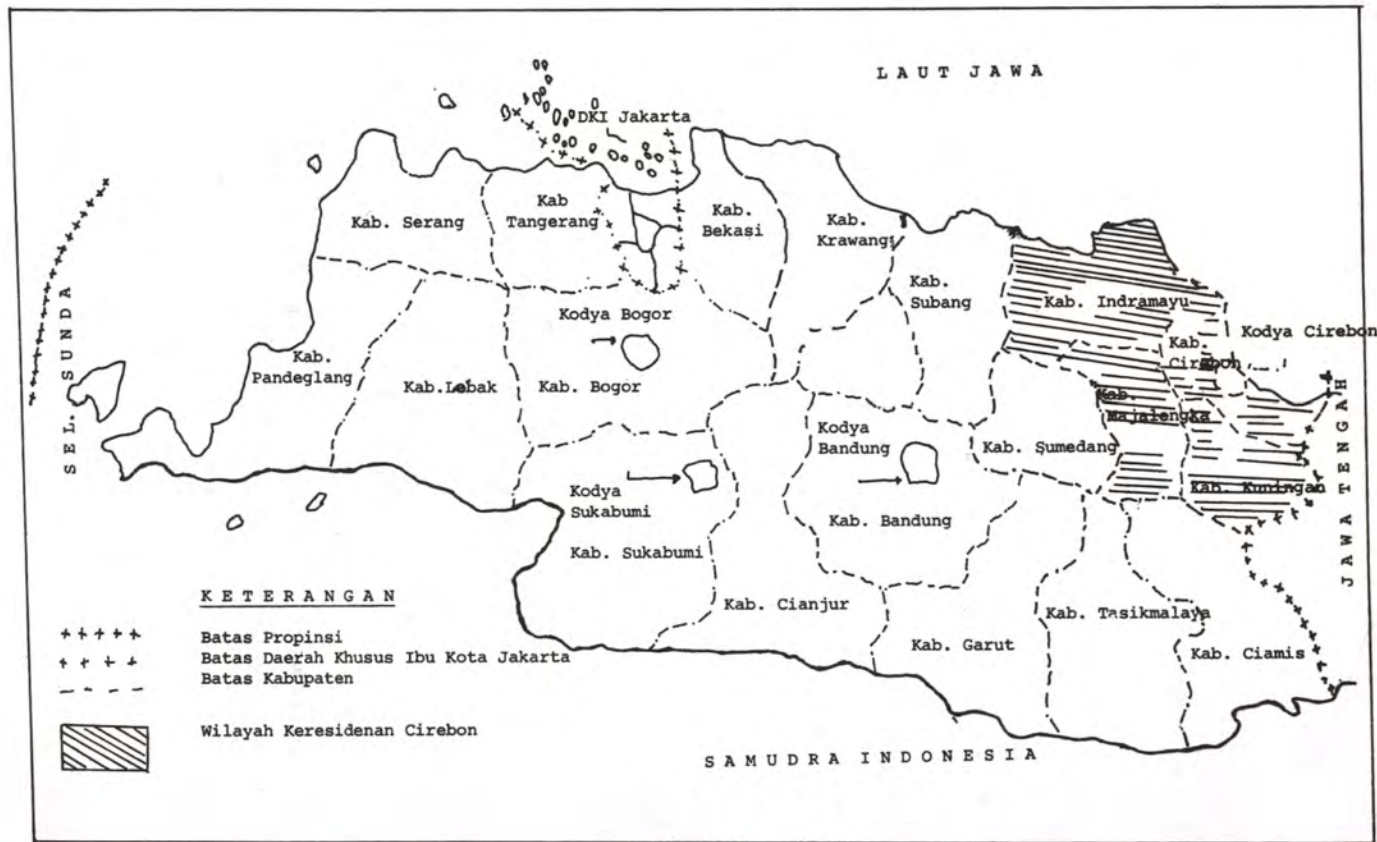 LAUT JAWA
DKI Jakarta
Kab. Serang
Kab
Tangerang
Kab.
Bekasi
Kab.
Krawang
Kab.
Subang
Kab. Indramayu
Kodya Cirebon
Kab.
Cirebon
Kab.
Majalengka
Kab. Kuningan
Kab.
Pandeglang
Kab.Lebak
Kodya Bogor
Kab. Bogor
Kodya
Bandung
Kab. Bandung
Kab. Sumedang
Kodya
Sukabumi
Kab. Sukabumi
Kab. Cianjur
Kab. Garut
Kab. Tasikmalaya
Kab. Ciamis
SEL. SUNDA
JAWA TENGAH
SAMUDRA INDONESIA
KETERANGAN
Batas Propinsi
Batas Daerah Khusus Ibu Kota Jakarta
Batas Kabupaten
Wilayah Keresidenan Cirebon